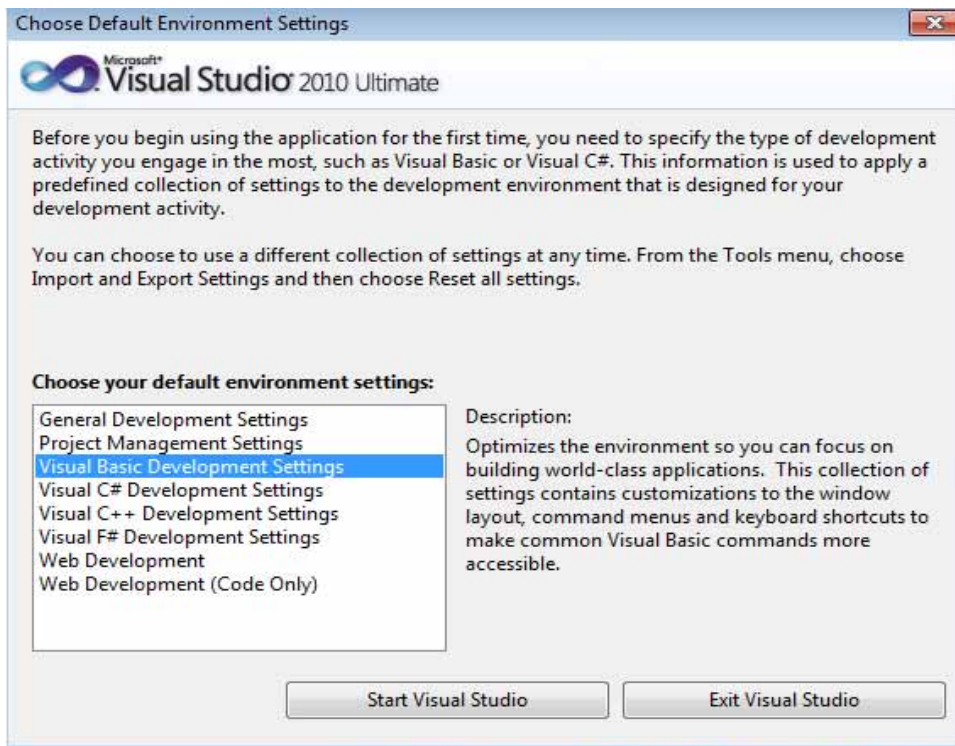 Choose Default Environment Settings
Microsoft®
Visual Studio 2010 Ultimate
Before you begin using the application for the first time, you need to specify the type of development
activity you engage in the most, such as Visual Basic or Visual C#. This information is used to apply a
predefined collection of settings to the development environment that is designed for your
development activity.
You can choose to use a different collection of settings at any time. From the Tools menu, choose
Import and Export Settings and then choose Reset all settings.
Choose your default environment settings:
General Development Settings
Project Management Settings
Visual Basic Development Settings
Visual C# Development Settings
Visual C++ Development Settings
Visual F# Development Settings
Web Development
Web Development (Code Only)
Description:
Optimizes the environment so you can focus on
building world-class applications. This collection of
settings contains customizations to the window
layout, command menus and keyboard shortcuts to
make common Visual Basic commands more
accessible.
Start Visual Studio
Exit Visual Studio